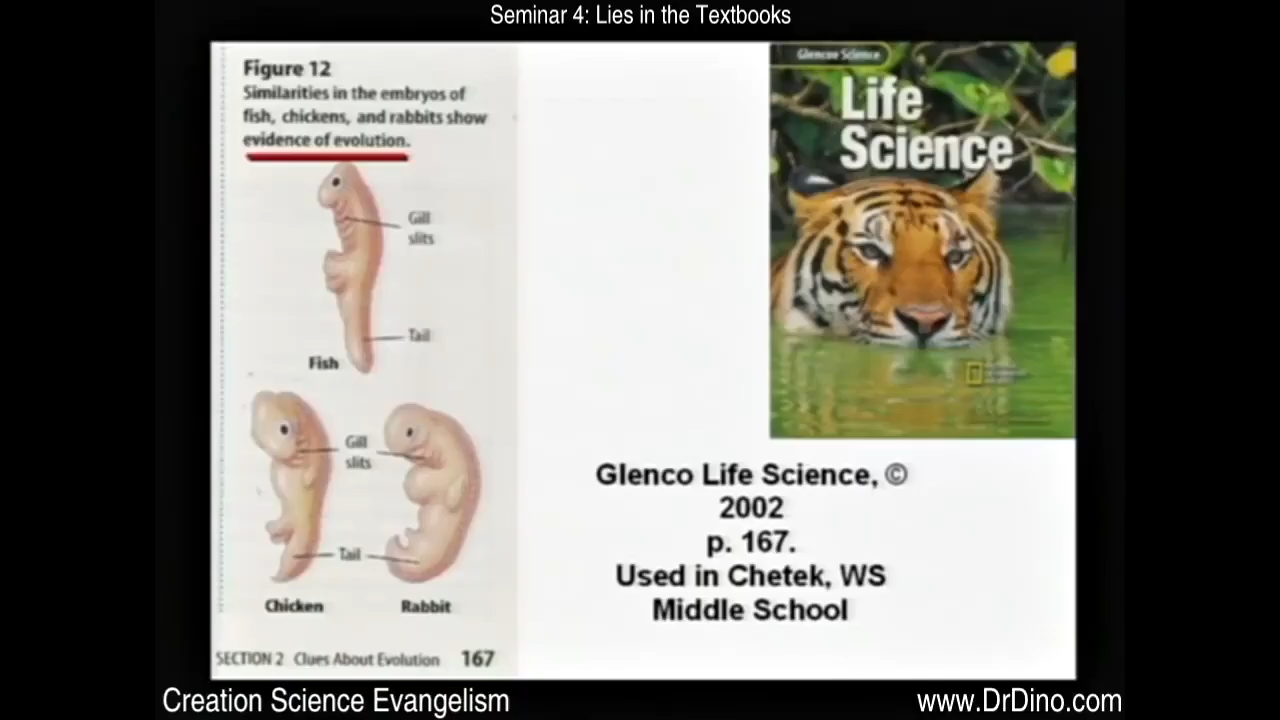 Seminar 4: Lies in the Textbooks
Figure 12
Similarities in the embryos of
fish, chickens, and rabbits show
evidence of evolution.
Gill
slits
Tail
Fish
Gill
slits
Tail
Chicken
Rabbit
SECTION 2 Clues About Evolution 167
Glencoe Science
Life
Science
Glenco Life Science, ©
2002
p. 167.
Used in Chetek, WS
Middle School
Creation Science Evangelism
www.DrDino.com